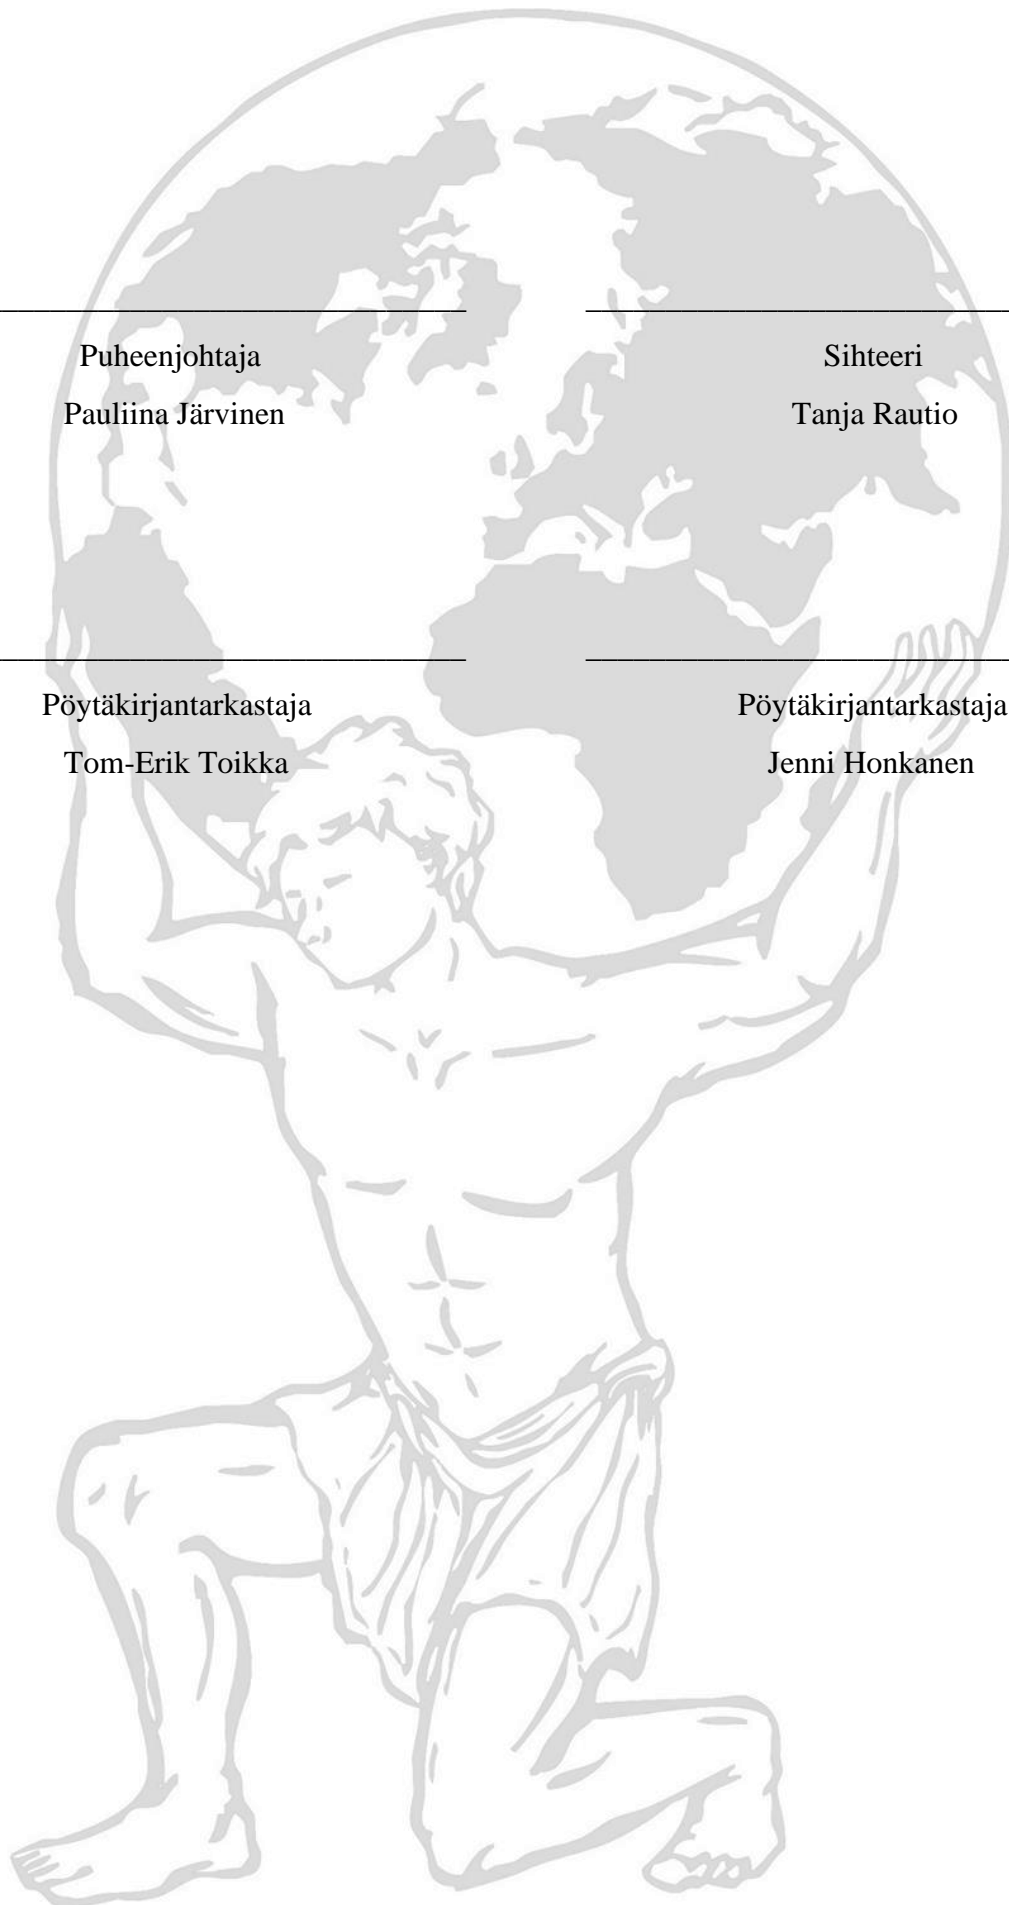 Puheenjohtaja
Pauliina Järvinen
Sihteeri
Tanja Rautio
Pöytäkirjantarkastaja
Tom-Erik Toikka
Pöytäkirjantarkastaja
Jenni Honkanen